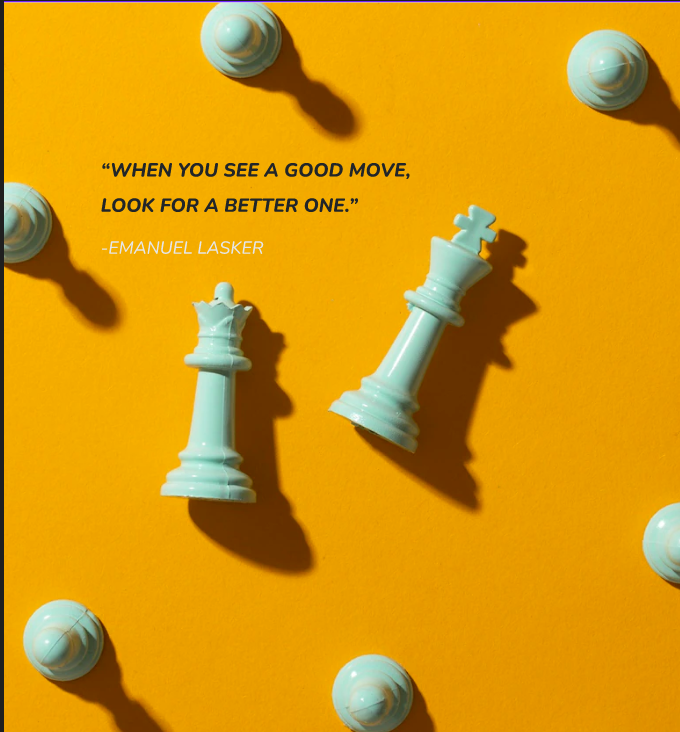 “WHEN YOU SEE A GOOD MOVE,
LOOK FOR A BETTER ONE.”
-EMANUEL LASKER